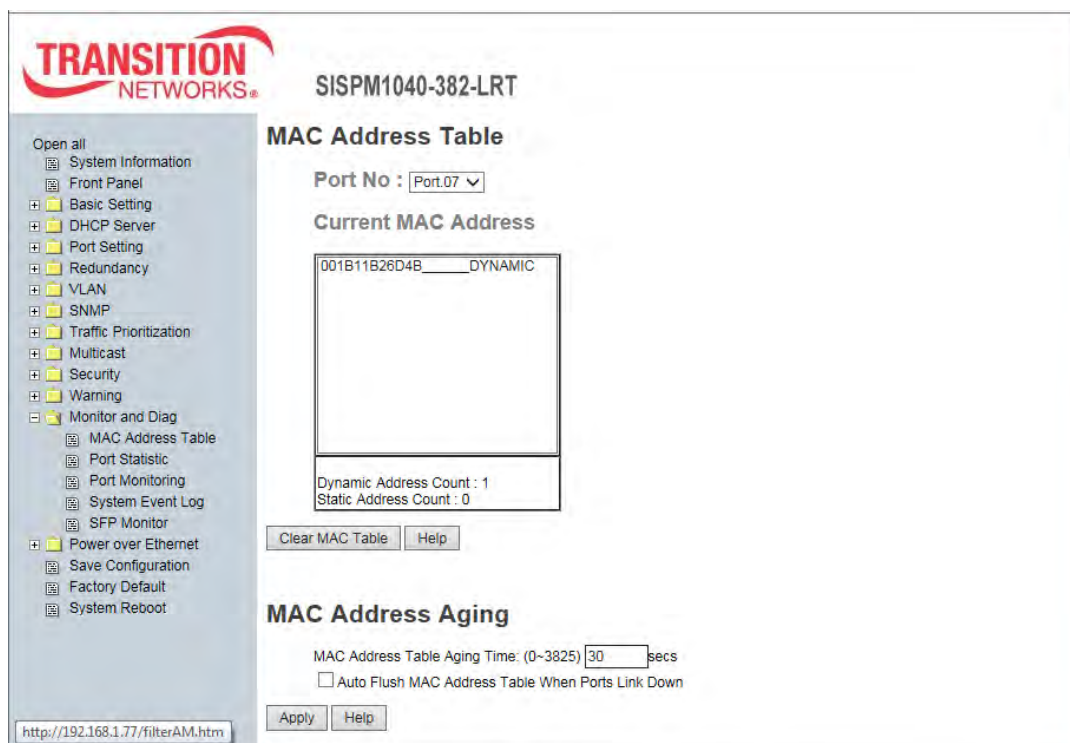 TRANSITION
NETWORKS®
SISPM1040-382-LRT
Open all
System Information
Front Panel
Basic Setting
DHCP Server
Port Setting
Redundancy
VLAN
SNMP
Traffic Prioritization
Multicast
Security
Warning
Monitor and Diag
MAC Address Table
Port Statistic
Port Monitoring
System Event Log
SFP Monitor
Power over Ethernet
Save Configuration
Factory Default
System Reboot
http://192.168.1.77/filterAM.htm
MAC Address Table
Port No : Port.07
Current MAC Address
001B11B26D4B______DYNAMIC
Dynamic Address Count : 1
Static Address Count : 0
Clear MAC Table Help
MAC Address Aging
MAC Address Table Aging Time: (0~3825) 30 secs
Auto Flush MAC Address Table When Ports Link Down
Apply Help